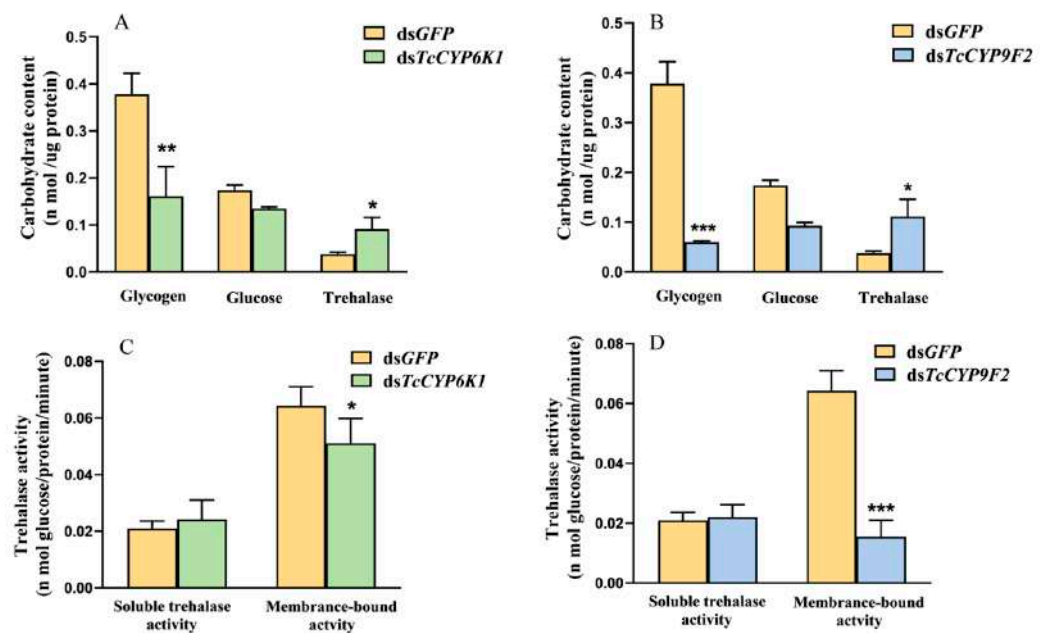 A
dsGFP
dsTcCYP6K1
Carbohydrate content
(n mol /ug protein)
0.5
0.4
0.3
0.2
0.1
0.0
**
*
Glycogen
Glucose
Trehalase
B
dsGFP
dsTcCYP9F2
Carbohydrate content
(n mol /ug protein)
0.5
0.4
0.3
0.2
0.1
0.0
***
*
Glycogen
Glucose
Trehalase
C
dsGFP
dsTcCYP6K1
Trehalase activity
(n mol glucose/protein/minute)
0.08
0.06
0.04
0.02
0.00
*
Soluble trehalase
activity
Membrance-bound
actvity
D
dsGFP
dsTcCYP9F2
Trehalase activity
(n mol glucose/protein/minute)
0.08
0.06
0.04
0.02
0.00
***
Soluble trehalase
activity
Membrance-bound
activity